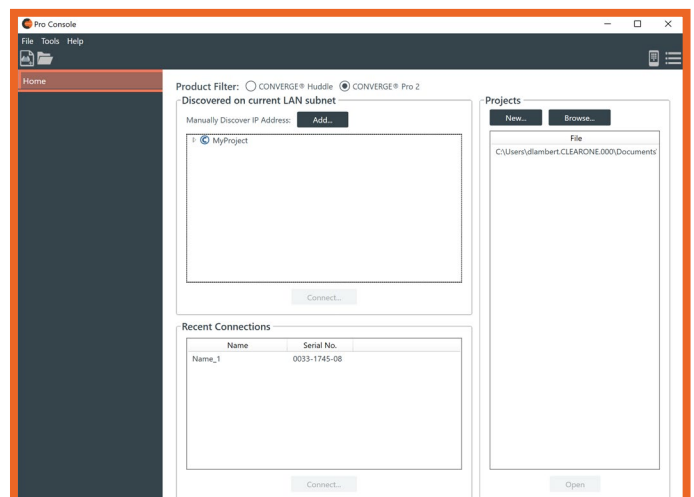 Pro Console
File Tools Help
Home
Product Filter: CONVERGE® Huddle CONVERGE® Pro 2
Discovered on current LAN subnet
Manually Discover IP Address: Add...
MyProject
Connect...
Recent Connections
Name Serial No.
Name_1 0033-1745-08
Connect...
Projects
New... Browse...
File
C:\Users\dlambert.CLEARONE.000\Documents
Open